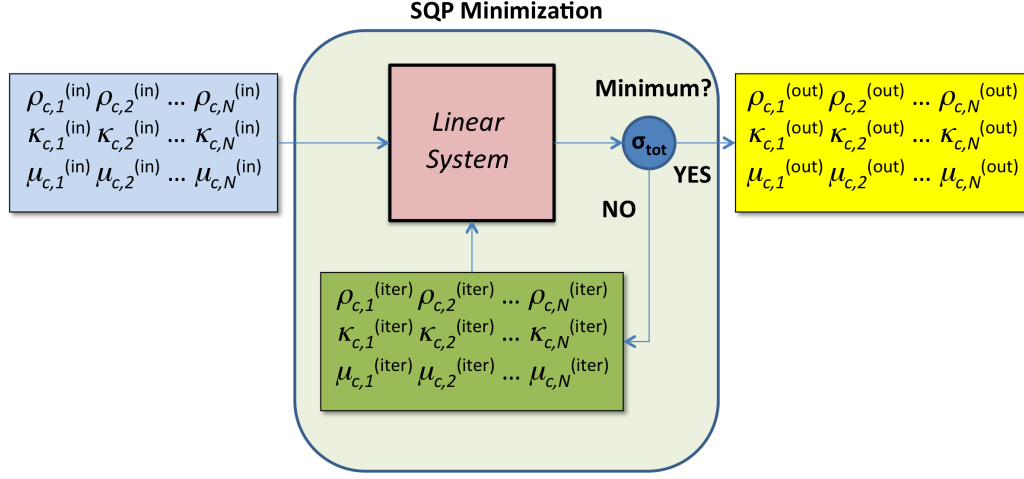 SQP Minimization
ρc,1(in) ρc,2(in) ... ρc,N(in)
κc,1(in) κc,2(in) ... κc,N(in)
μc,1(in) μc,2(in) ... μc,N(in)
Linear
System
Minimum?
σtot
YES
NO
ρc,1(out) ρc,2(out) ... ρc,N(out)
κc,1(out) κc,2(out) ... κc,N(out)
μc,1(out) μc,2(out) ... μc,N(out)
ρc,1(iter) ρc,2(iter) ... ρc,N(iter)
κc,1(iter) κc,2(iter) ... κc,N(iter)
μc,1(iter) μc,2(iter) ... μc,N(iter)